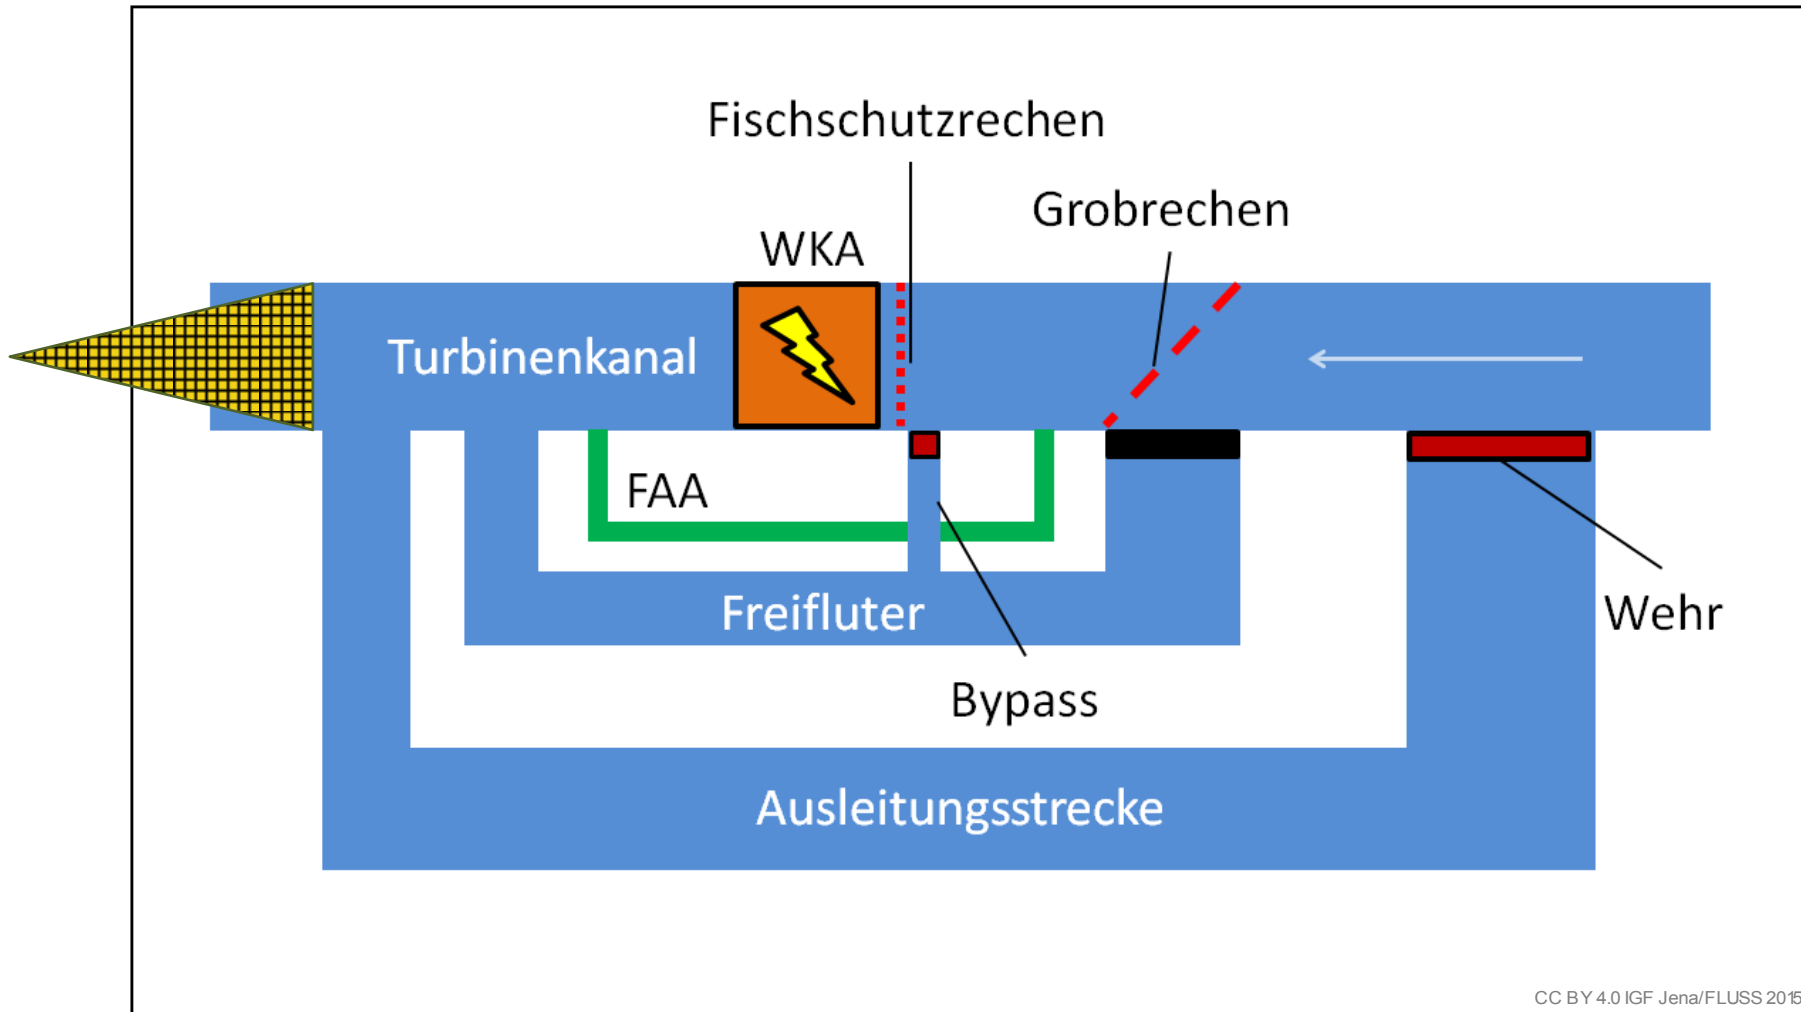 Fischschutzrechen
Grobrechen
WKA
Turbinenkanal
FAA
Freifluter
Wehr
Bypass
Ausleitungsstrecke
CC BY 4.0 IGF Jena/FLUSS 2015